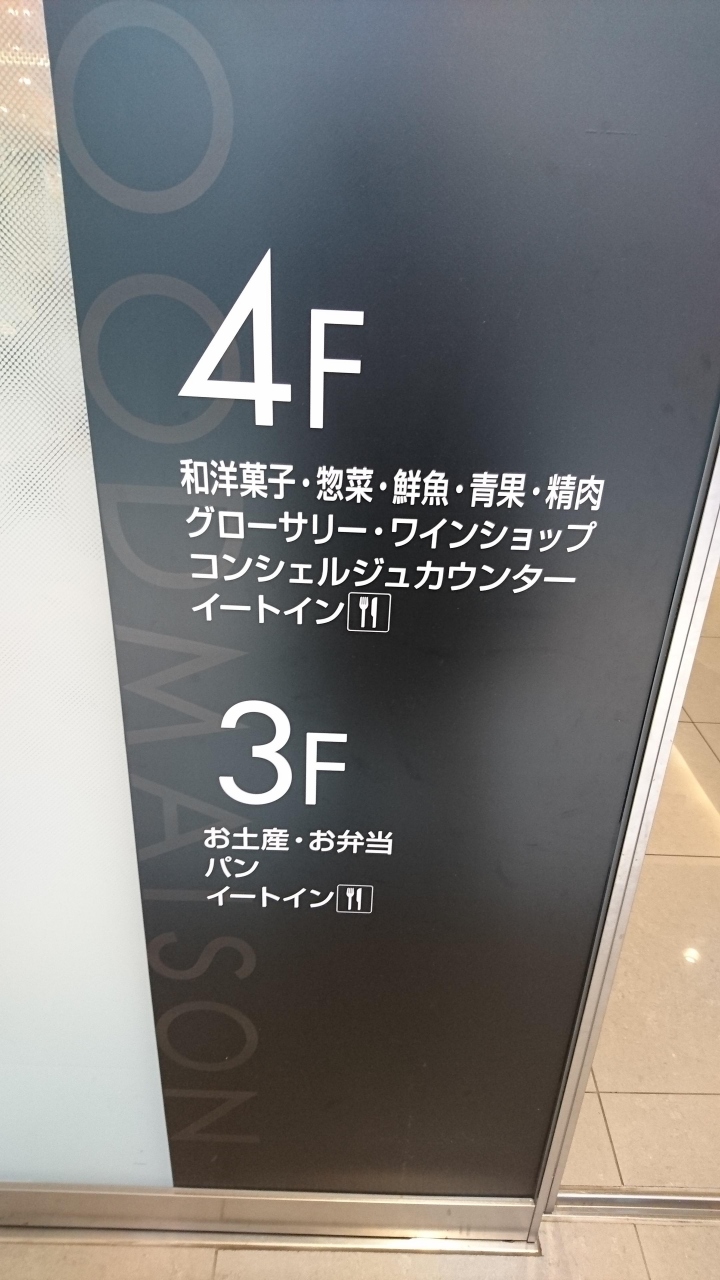 4F
和洋菓子・惣菜・鮮魚・青果・精肉
グローサリー・ワインショップ
コンシェルジュカウンター
イートイン
3F
お土産・お弁当
パン
イートイン
OODMAISON